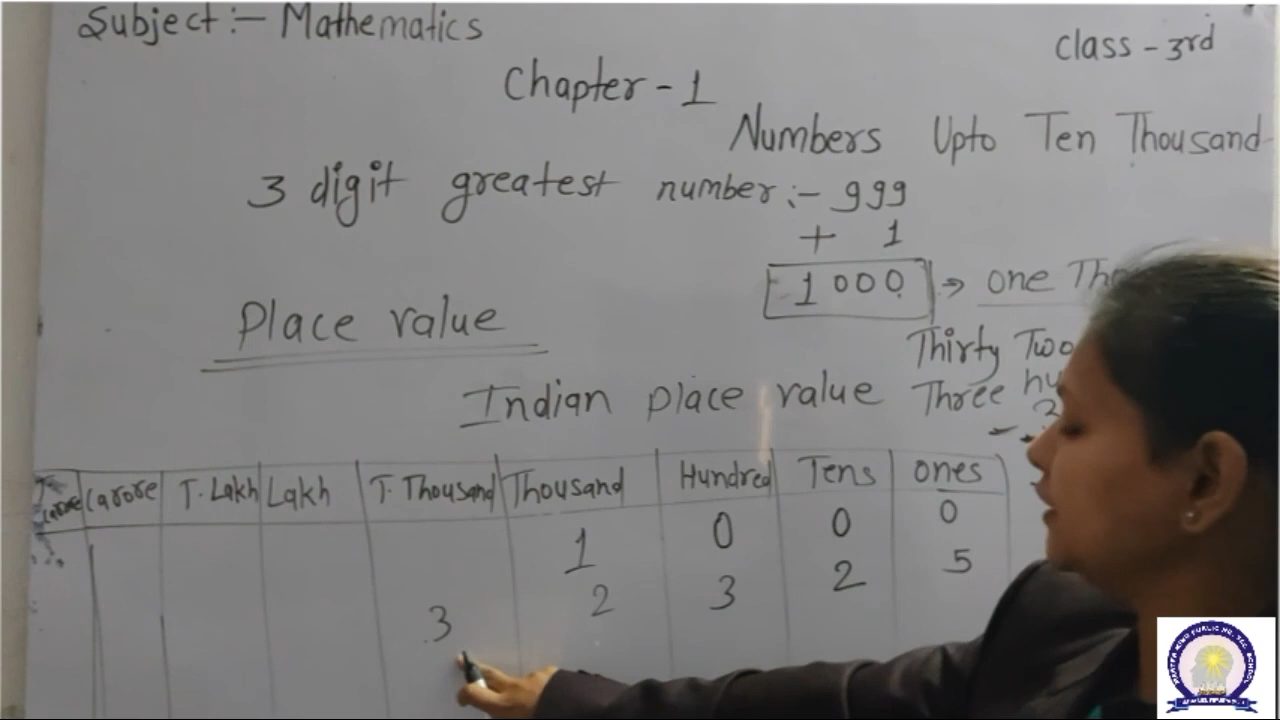 Subject :- Mathematics
Class - 3rd
Chapter - 1
Numbers Upto Ten Thousand
3 digit greatest number :- 999
+ 1
1000 → one
Place value
Thirty Two
Indian place value Three
Carore T. Lakh Lakh T. Thousand Thousand Hundred Tens ones
1 0 0 0
3 2 3 2 5